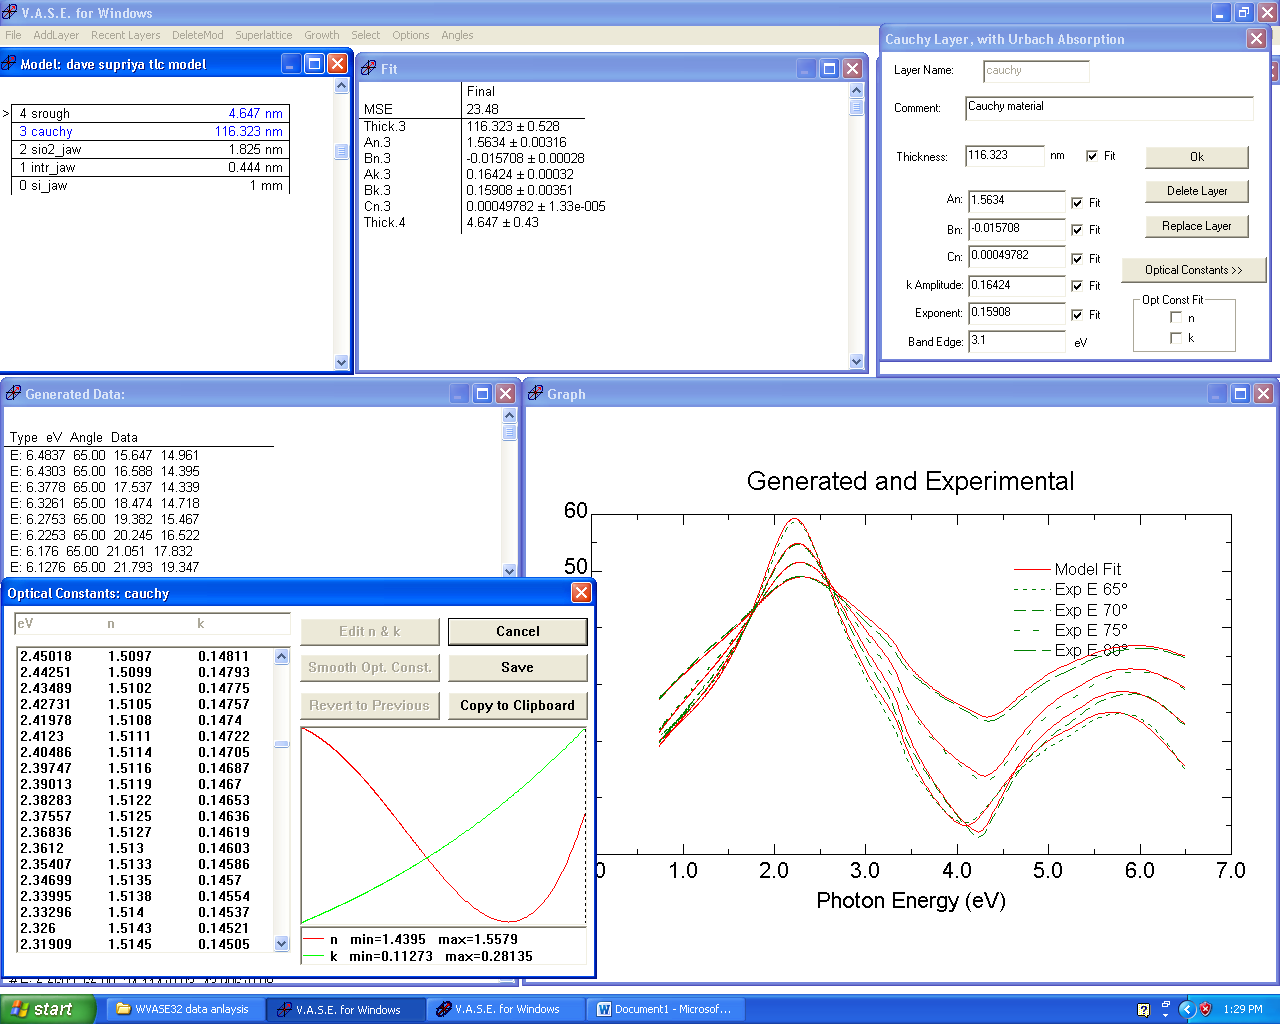 V.A.S.E. for Windows
File AddLayer Recent Layers DeleteMod Superlattice Growth Select Options Angles
Model: dave supriya tlc model
> 4 srough 4.647 nm
3 cauchy 116.323 nm
2 sio2_jaw 1.825 nm
1 intr_jaw 0.444 nm
0 si_jaw 1 mm
Fit
Final
MSE 23.48
Thick.3 116.323 ± 0.528
An.3 1.5634 ± 0.00316
Bn.3 -0.015708 ± 0.00028
Ak.3 0.16424 ± 0.00032
Bk.3 0.15908 ± 0.00351
Cn.3 0.00049782 ± 1.33e-005
Thick.4 4.647 ± 0.43
Cauchy Layer, with Urbach Absorption
Layer Name: cauchy
Comment: Cauchy material
Thickness: 116.323 nm Fit Ok
An: 1.5634 Fit Delete Layer
Bn: -0.015708 Fit Replace Layer
Cn: 0.00049782 Fit Optical Constants >>
k Amplitude: 0.16424 Fit Opt Const Fit
Exponent: 0.15908 Fit n
Band Edge: 3.1 eV k
Generated Data:
Type eV Angle Data
E: 6.4837 65.00 15.647 14.961
E: 6.4303 65.00 16.588 14.395
E: 6.3778 65.00 17.537 14.339
E: 6.3261 65.00 18.474 14.718
E: 6.2753 65.00 19.382 15.467
E: 6.2253 65.00 20.245 16.522
E: 6.176 65.00 21.051 17.832
E: 6.1276 65.00 21.793 19.347
Graph
Generated and Experimental
60
50
Model Fit
Exp E 65°
Exp E 70°
Exp E 75°
Exp E 80°
0 1.0 2.0 3.0 4.0 5.0 6.0 7.0
Photon Energy (eV)
Optical Constants: cauchy
eV n k
2.45018 1.5097 0.14811
2.44251 1.5099 0.14793
2.43489 1.5102 0.14775
2.42731 1.5105 0.14757
2.41978 1.5108 0.1474
2.4123 1.5111 0.14722
2.40486 1.5114 0.14705
2.39747 1.5116 0.14687
2.39013 1.5119 0.1467
2.38283 1.5122 0.14653
2.37557 1.5125 0.14636
2.36836 1.5127 0.14619
2.3612 1.513 0.14603
2.35407 1.5133 0.14586
2.34699 1.5135 0.1457
2.33995 1.5138 0.14554
2.33296 1.514 0.14537
2.326 1.5143 0.14521
2.31909 1.5145 0.14505
Edit n & k Cancel
Smooth Opt. Const. Save
Revert to Previous Copy to Clipboard
n min=1.4395 max=1.5579
k min=0.11273 max=0.28135
start WVASE32 data anlaysis V.A.S.E. for Windows V.A.S.E. for Windows Document1 - Microsof... 1:29 PM